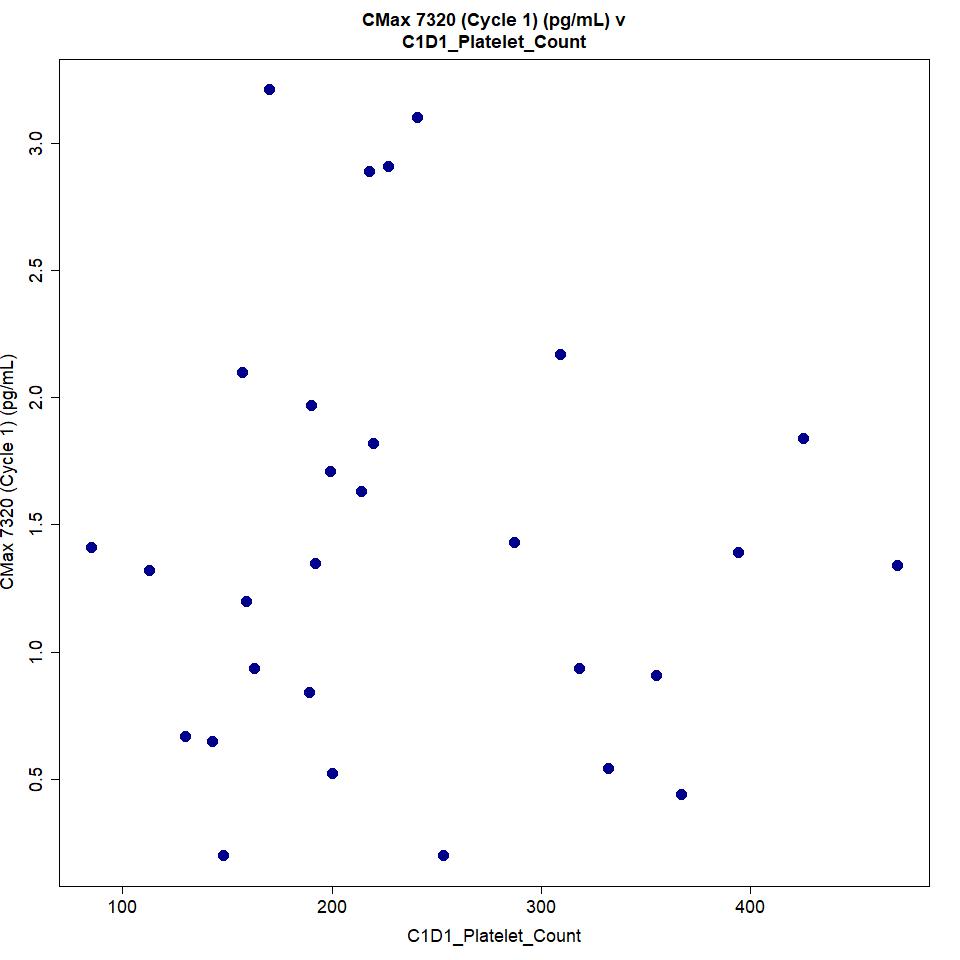 CMax 7320 (Cycle 1) (pg/mL) v
C1D1_Platelet_Count
CMax 7320 (Cycle 1) (pg/mL)
3.0
2.5
2.0
1.5
1.0
0.5
100
200
300
400
C1D1_Platelet_Count